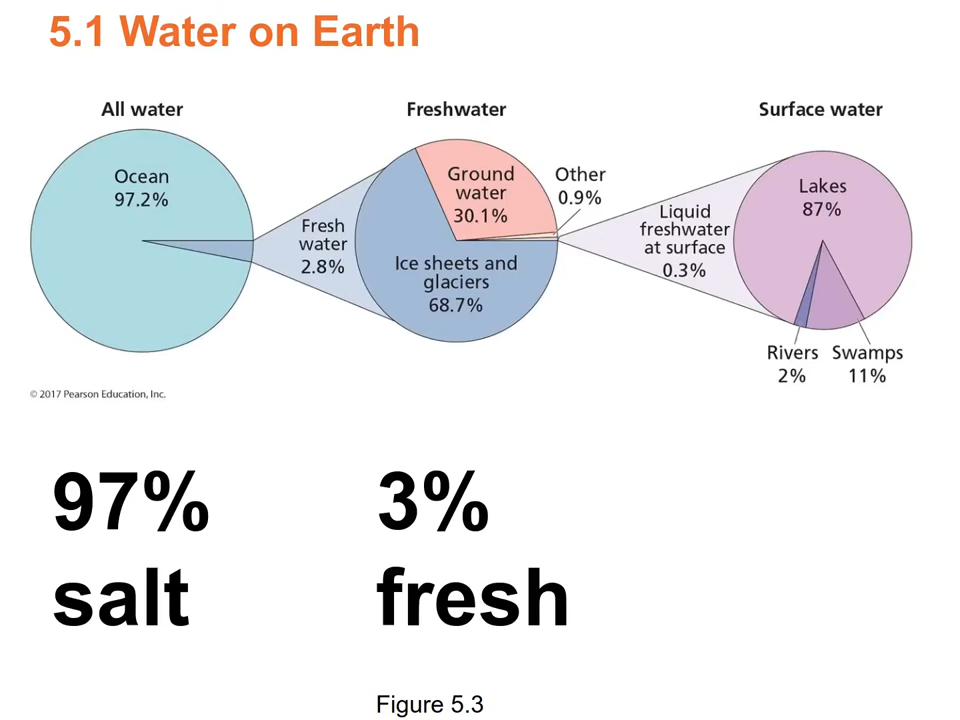 5.1 Water on Earth
All water
Freshwater
Surface water
Ocean
97.2%
Fresh
water
2.8%
Ground
water
30.1%
Other
0.9%
Ice sheets and
glaciers
68.7%
Liquid
freshwater
at surface
0.3%
Lakes
87%
Rivers
2%
Swamps
11%
© 2017 Pearson Education, Inc.
97%
salt
3%
fresh
Figure 5.3